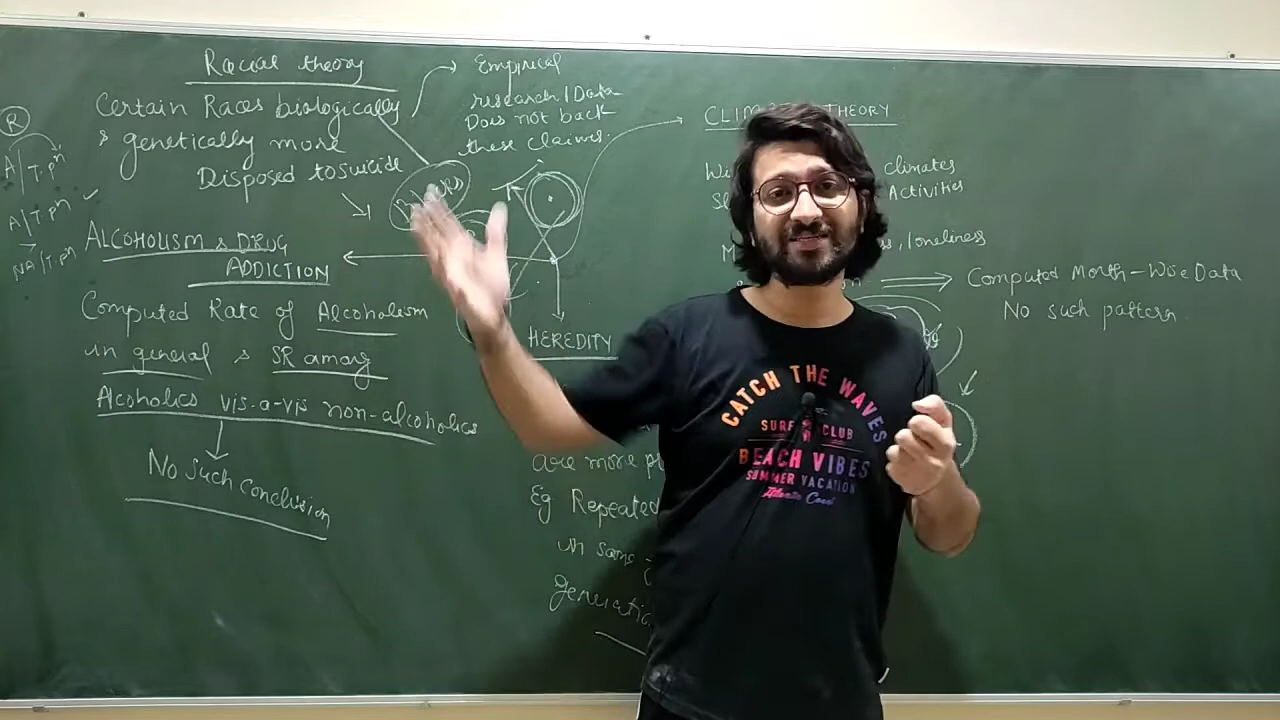 Racial theory
Certain Races biologically
& genetically more
Disposed to suicide
Empirical
research / Data
Does not back
these claims.
R
A / T.pⁿ
A / T.pⁿ
NA / T.pⁿ
ALCOHOLISM & DRUG
ADDICTION
Computed Rate of Alcoholism
in general & SR among
Alcoholics vis-a-vis non-alcoholics
No Such conclusion
HEREDITY
are more
Eg Repeated
in same
THEORY
climates
Activities
loneliness
Computed Month-Wise Data
No such pattern
CATCH THE WAVES
SURF CLUB
BEACH VIBES
SUMMER VACATION
Atlantic Coast